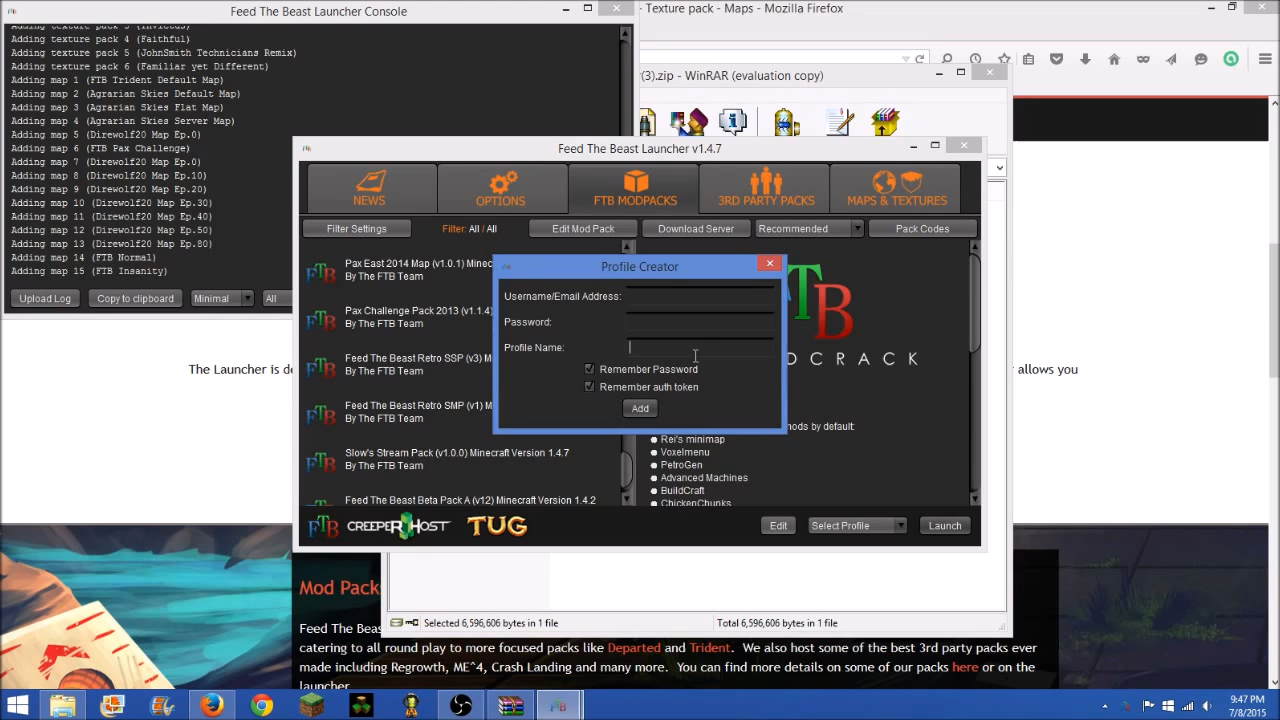 Feed The Beast Launcher Console
Adding texture pack 4 (Faithful)
Adding texture pack 5 (JohnSmith Technicians Remix)
Adding texture pack 6 (Familiar yet Different)
Adding map 1 (FTB Trident Default Map)
Adding map 2 (Agrarian Skies Default Map)
Adding map 3 (Agrarian Skies Flat Map)
Adding map 4 (Agrarian Skies Server Map)
Adding map 5 (Direwolf20 Map Ep.0)
Adding map 6 (FTB Pax Challenge)
Adding map 7 (Direwolf20 Map Ep.0)
Adding map 8 (Direwolf20 Map Ep.10)
Adding map 9 (Direwolf20 Map Ep.20)
Adding map 10 (Direwolf20 Map Ep.30)
Adding map 11 (Direwolf20 Map Ep.40)
Adding map 12 (Direwolf20 Map Ep.50)
Adding map 13 (Direwolf20 Map Ep.80)
Adding map 14 (FTB Normal)
Adding map 15 (FTB Insanity)
Upload Log
Copy to clipboard
Minimal
All
Texture pack - Maps - Mozilla Firefox
(3).zip - WinRAR (evaluation copy)
Feed The Beast Launcher v1.4.7
NEWS
OPTIONS
FTB MODPACKS
3RD PARTY PACKS
MAPS & TEXTURES
Filter Settings
Filter: All / All
Edit Mod Pack
Download Server
Recommended
Pack Codes
Pax East 2014 Map (v1.0.1) Minec
By The FTB Team
Pax Challenge Pack 2013 (v1.1.4)
By The FTB Team
Feed The Beast Retro SSP (v3) M
By The FTB Team
Feed The Beast Retro SMP (v1) M
By The FTB Team
Slow's Stream Pack (v1.0.0) Minecraft Version 1.4.7
By The FTB Team
Feed The Beast Beta Pack A (v12) Minecraft Version 1.4.2
Profile Creator
Username/Email Address:
Password:
Profile Name:
Remember Password
Remember auth token
Add
B
DCRACK
mods by default:
Rei's minimap
Voxelmenu
PetroGen
Advanced Machines
BuildCraft
ChickenChunks
FTB
CREEPERHOST
TUG
Edit
Select Profile
Launch
The Launcher is de
allows you
Selected 6,596,606 bytes in 1 file
Total 6,596,606 bytes in 1 file
Mod Pack
Feed The Beas
catering to all round play to more focused packs like Departed and Trident. We also host some of the best 3rd party packs ever
made including Regrowth, ME^4, Crash Landing and many more. You can find more details on some of our packs here or on the
launcher
9:47 PM
7/8/2015